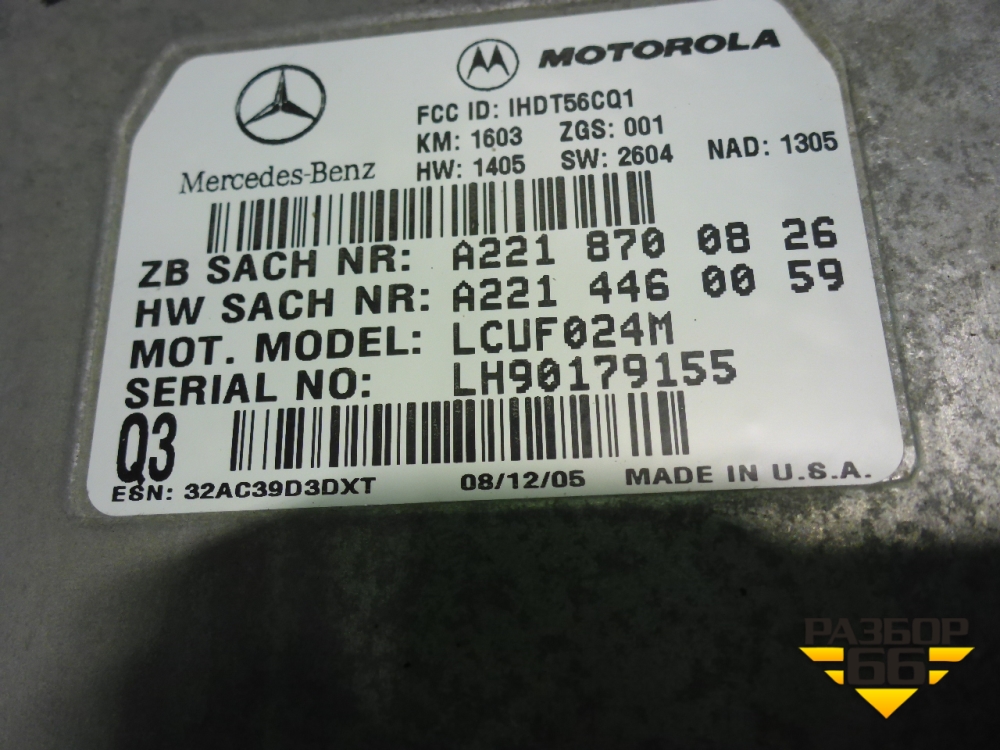 MOTOROLA
Mercedes-Benz
FCC ID: IHDT56CQ1
KM: 1603 ZGS: 001
HW: 1405 SW: 2604 NAD: 1305
ZB SACH NR: A221 870 08 26
HW SACH NR: A221 446 00 59
MOT. MODEL: LCUF024M
SERIAL NO: LH90179155
Q3
ESN: 32AC39D3DXT 08/12/05 MADE IN U.S.A.
РАЗБОР
66